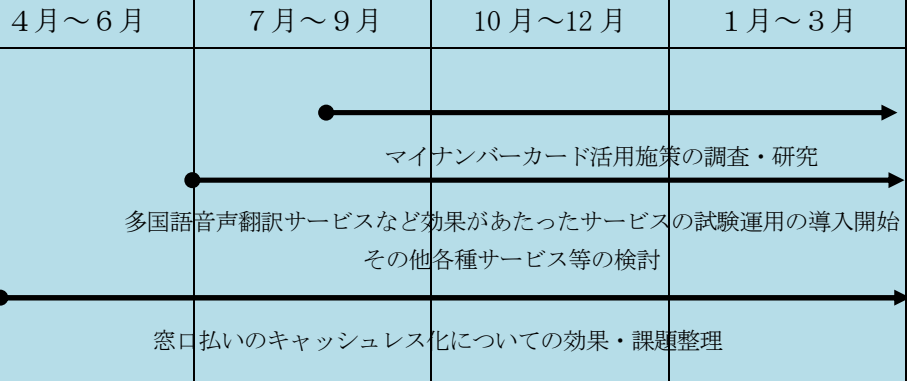 ４月～６月
７月～９月
10月～12月
１月～３月
マイナンバーカード活用施策の調査・研究
多国語音声翻訳サービスなど効果があたったサービスの試験運用の導入開始
その他各種サービス等の検討
窓口払いのキャッシュレス化についての効果・課題整理